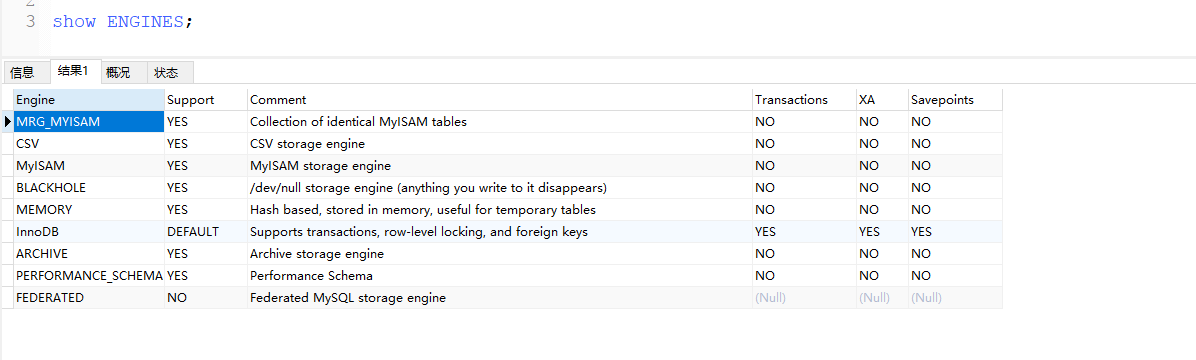 3 show ENGINES;
信息 结果1 概况 状态
Engine Support Comment Transactions XA Savepoints
MRG_MYISAM YES Collection of identical MyISAM tables NO NO NO
CSV YES CSV storage engine NO NO NO
MyISAM YES MyISAM storage engine NO NO NO
BLACKHOLE YES /dev/null storage engine (anything you write to it disappears) NO NO NO
MEMORY YES Hash based, stored in memory, useful for temporary tables NO NO NO
InnoDB DEFAULT Supports transactions, row-level locking, and foreign keys YES YES YES
ARCHIVE YES Archive storage engine NO NO NO
PERFORMANCE_SCHEMA YES Performance Schema NO NO NO
FEDERATED NO Federated MySQL storage engine (Null) (Null) (Null)